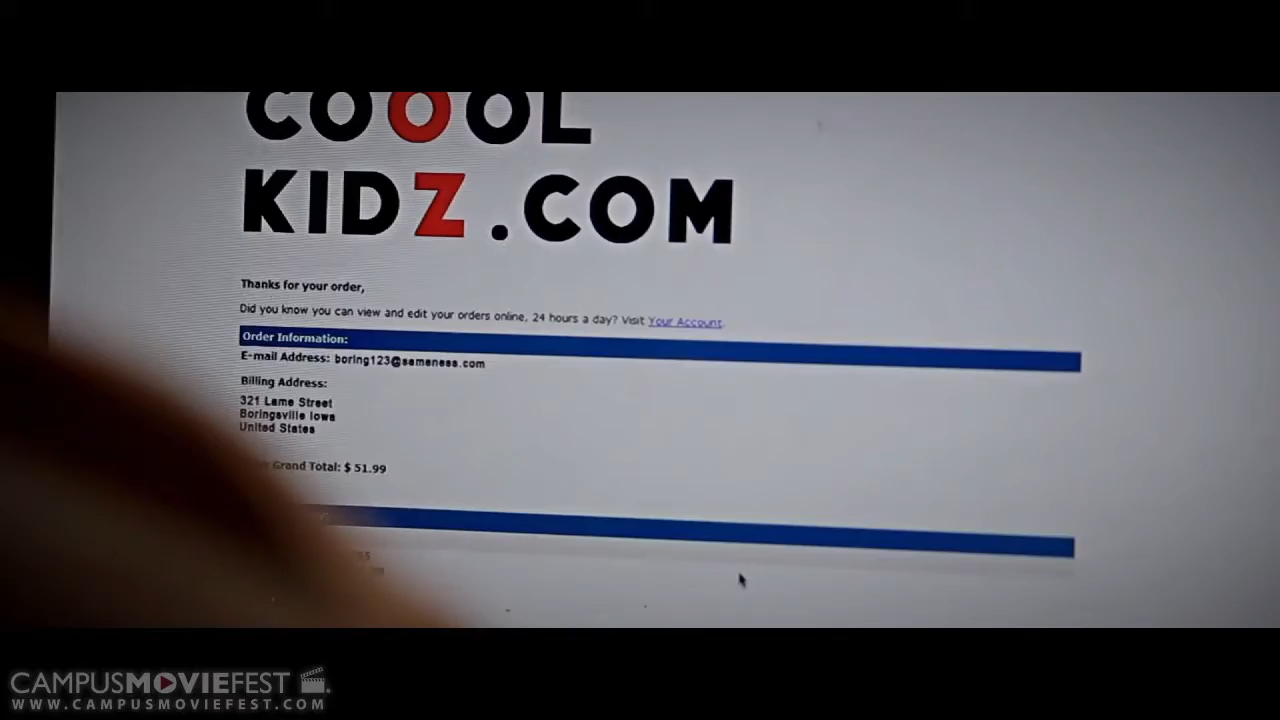 COOOL
KIDZ.COM
Thanks for your order,
Did you know you can view and edit your orders online, 24 hours a day? Visit Your Account.
Order Information:
E-mail Address: boring123@sameness.com
Billing Address:
321 Lame Street
Boringsville Iowa
United States
Grand Total: $ 51.99
CAMPUSMOVIEFEST
WWW.CAMPUSMOVIEFEST.COM